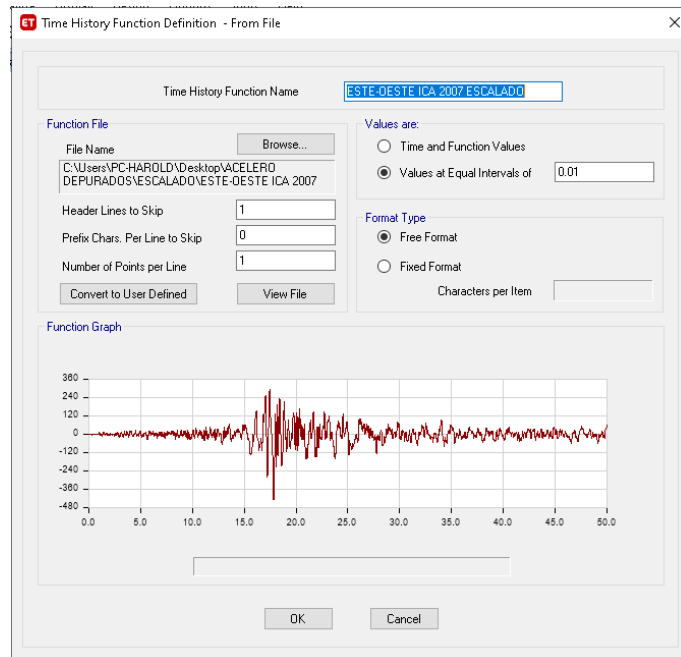 ET Time History Function Definition - From File
Time History Function Name ESTE-OESTE ICA 2007 ESCALADO
Function File
File Name Browse...
C:\Users\PC-HAROLD\Desktop\ACELERO
DEPURADOS\ESCALADO\ESTE-OESTE ICA 2007
Header Lines to Skip 1
Prefix Chars. Per Line to Skip 0
Number of Points per Line 1
Convert to User Defined View File
Values are:
Time and Function Values
Values at Equal Intervals of 0.01
Format Type
Free Format
Fixed Format
Characters per Item
Function Graph
360
240
120
0
-120
-240
-360
-480
0.0 5.0 10.0 15.0 20.0 25.0 30.0 35.0 40.0 45.0 50.0
OK Cancel